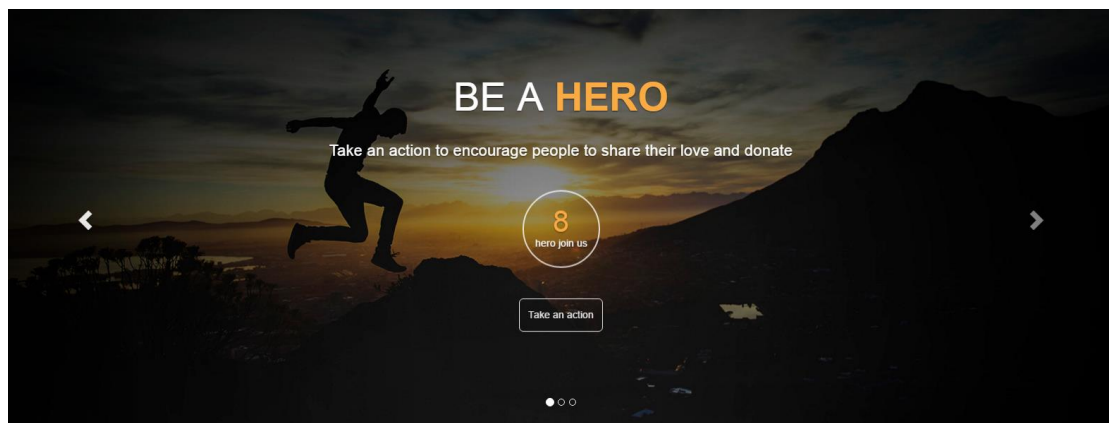 BE A HERO
Take an action to encourage people to share their love and donate
8
hero join us
Take an action